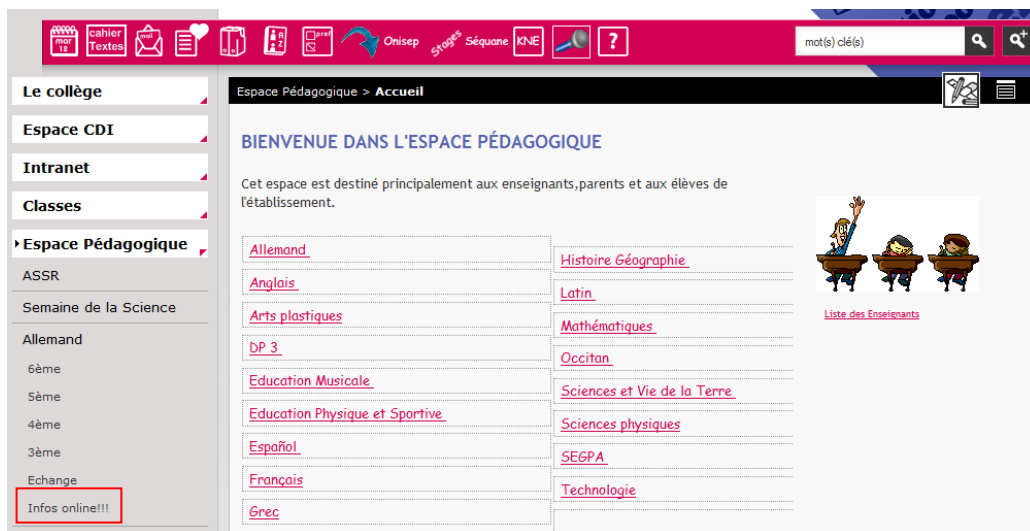 mar
12
cahier
Textes
mail
A
Z
pref
Onisep
stages
Séquane
KNE
?
mot(s) clé(s)
Le collège
Espace CDI
Intranet
Classes
Espace Pédagogique
ASSR
Semaine de la Science
Allemand
6ème
5ème
4ème
3ème
Echange
Infos online!!!
Espace Pédagogique > Accueil
BIENVENUE DANS L'ESPACE PÉDAGOGIQUE
Cet espace est destiné principalement aux enseignants,parents et aux élèves de
l'établissement.
Allemand
Anglais
Arts plastiques
DP 3
Education Musicale
Education Physique et Sportive
Español
Français
Grec
Histoire Géographie
Latin
Mathématiques
Occitan
Sciences et Vie de la Terre
Sciences physiques
SEGPA
Technologie
Liste des Enseignants